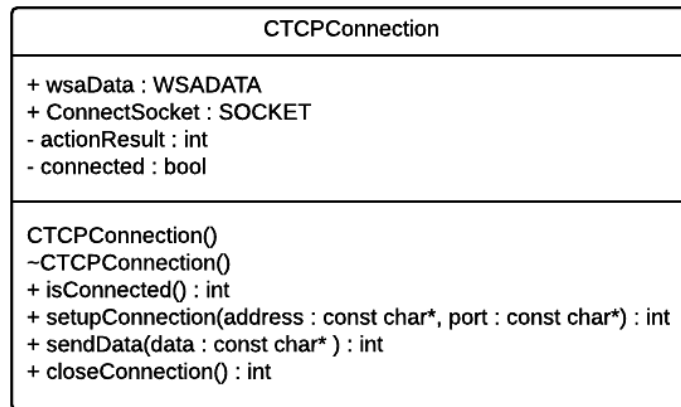 CTCPConnection
+ wsaData : WSADATA
+ ConnectSocket : SOCKET
- actionResult : int
- connected : bool
CTCPConnection()
~CTCPConnection()
+ isConnected() : int
+ setupConnection(address : const char*, port : const char*) : int
+ sendData(data : const char* ) : int
+ closeConnection() : int